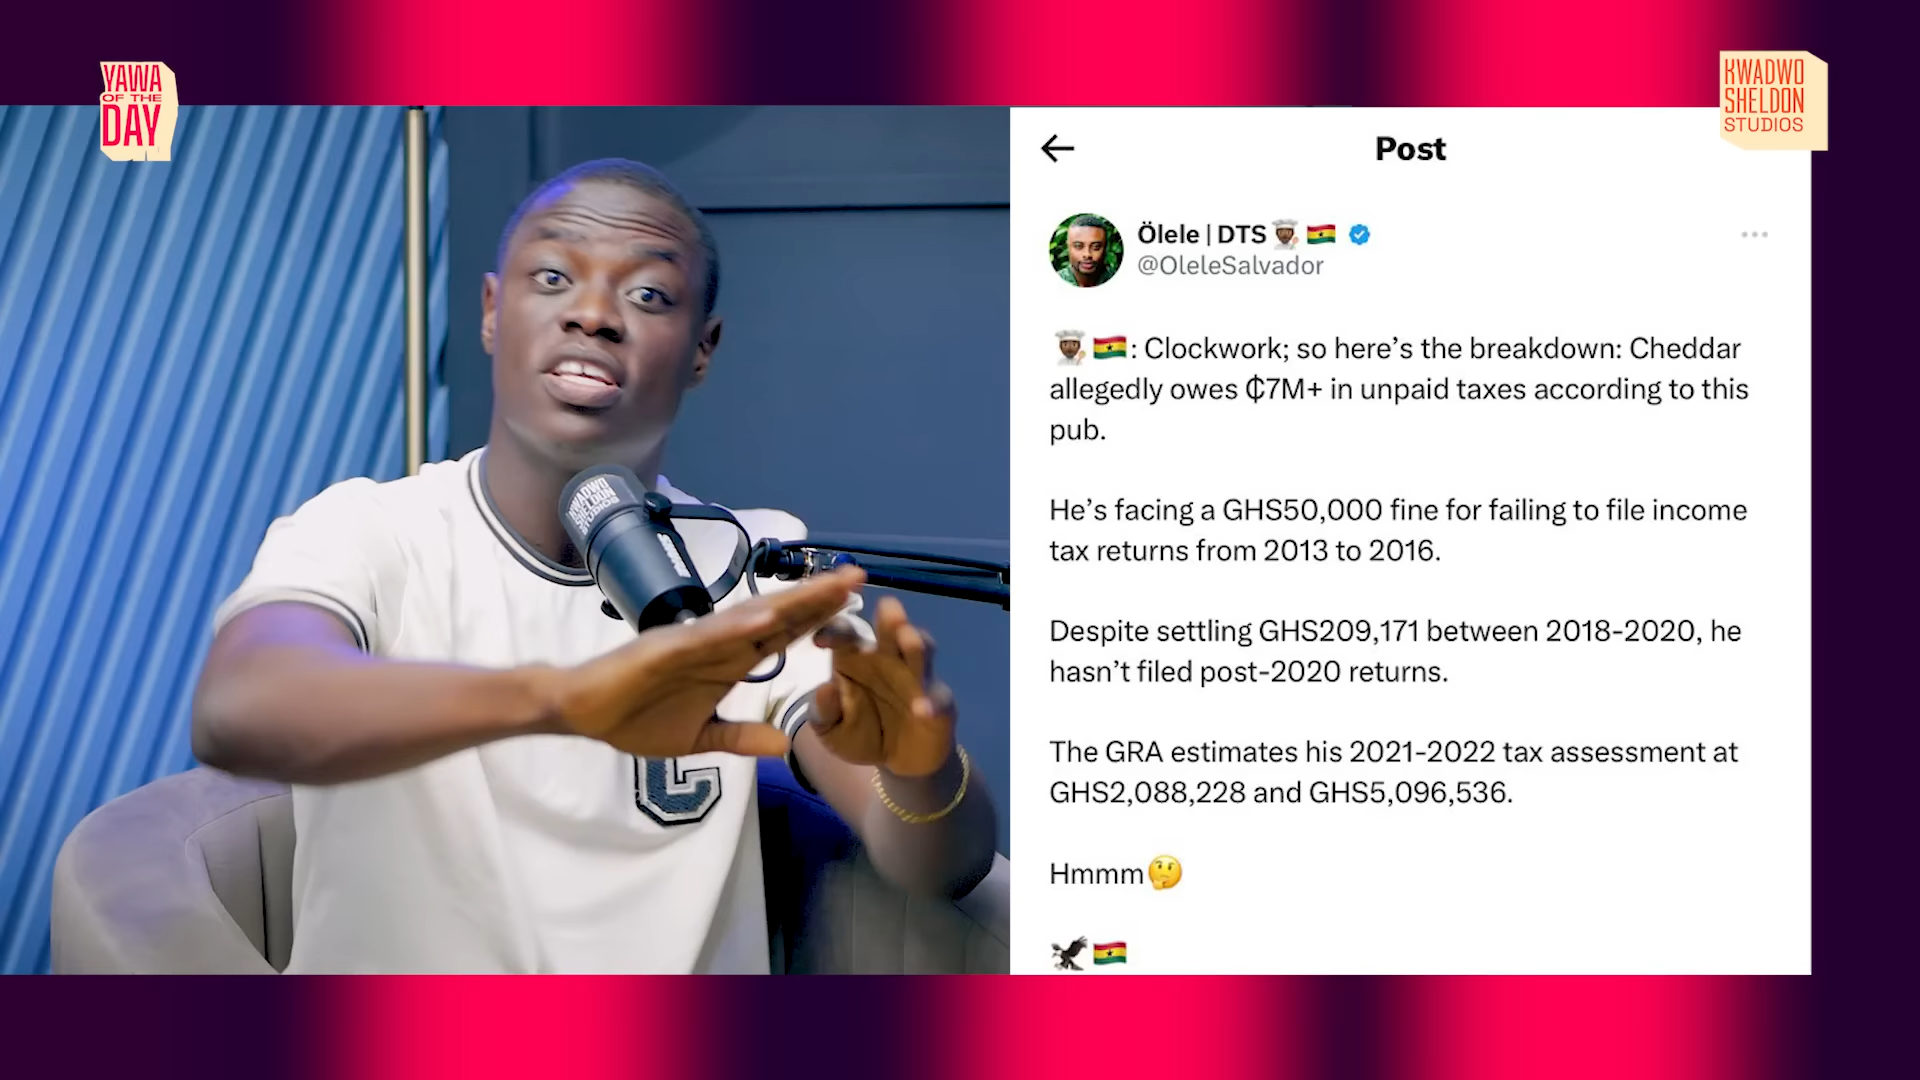 YAWA
OF THE
DAY
KWADWO
SHELDON
STUDIOS
KWADWO
SHELDON
STUDIOS
SHURE
C
Post
Ölele | DTS👨🏾‍🍳🇬🇭
@OleleSalvador
👨🏾‍🍳🇬🇭: Clockwork; so here’s the breakdown: Cheddar
allegedly owes ₵7M+ in unpaid taxes according to this
pub.
He’s facing a GHS50,000 fine for failing to file income
tax returns from 2013 to 2016.
Despite settling GHS209,171 between 2018-2020, he
hasn’t filed post-2020 returns.
The GRA estimates his 2021-2022 tax assessment at
GHS2,088,228 and GHS5,096,536.
Hmmm🤔
🦅🇬🇭